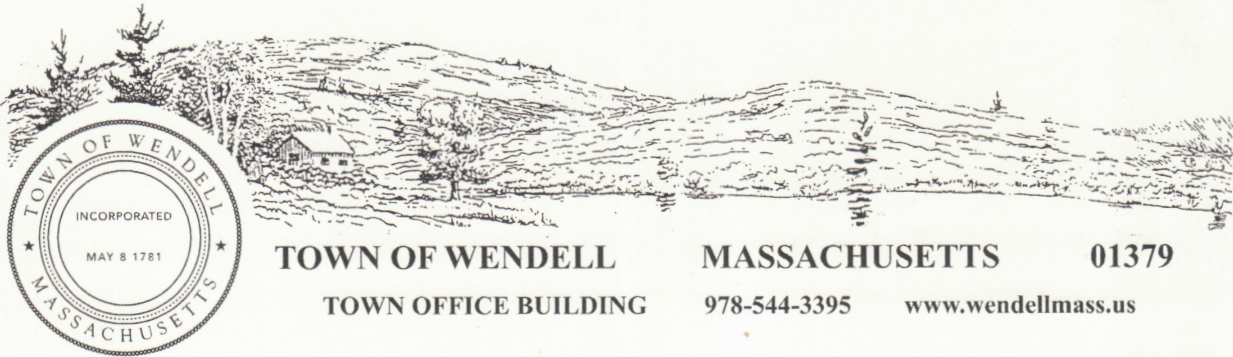 TOWN OF WENDELL
INCORPORATED
MAY 8 1781
★ MASSACHUSETTS ★
TOWN OF WENDELL MASSACHUSETTS 01379
TOWN OFFICE BUILDING 978-544-3395 www.wendellmass.us